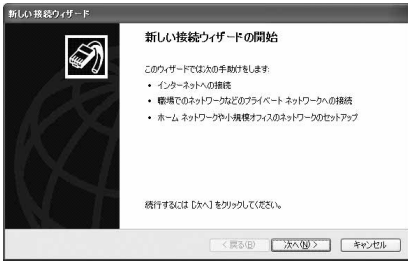 新しい接続ウィザード
新しい接続ウィザードの開始
このウィザードでは次の手助けをします:
• インターネットへの接続
• 職場でのネットワークなどのプライベート ネットワークへの接続
• ホーム ネットワークや小規模オフィスのネットワークのセットアップ
続行するには [次へ] をクリックしてください。
< 戻る(B) 次へ(N) > キャンセル